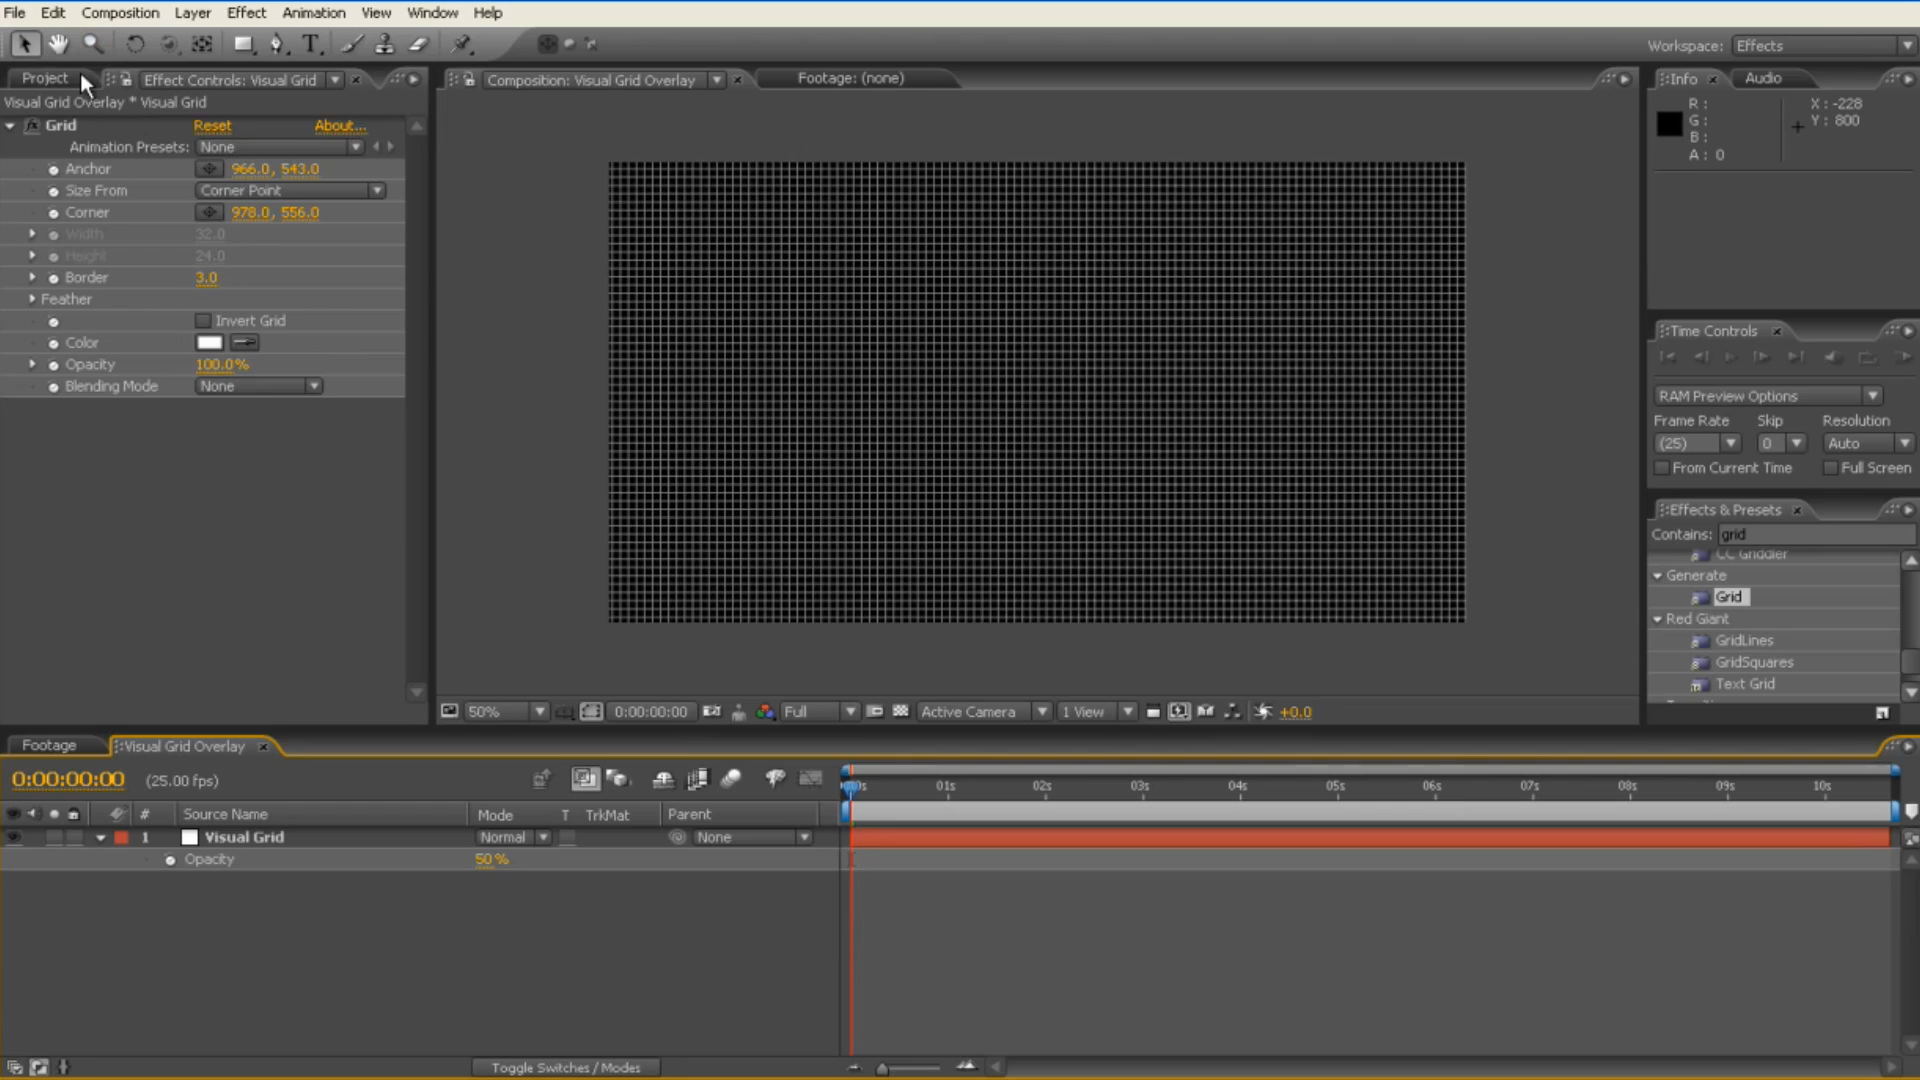 File Edit Composition Layer Effect Animation View Window Help
Workspace: Effects
Project Effect Controls: Visual Grid
Composition: Visual Grid Overlay Footage: (none)
Info Audio
Visual Grid Overlay * Visual Grid
Grid Reset About...
Animation Presets: None
Anchor 966.0, 543.0
Size From Corner Point
Corner 978.0, 556.0
Width 32.0
Height 24.0
Border 3.0
Feather
Invert Grid
Color
Opacity 100.0%
Blending Mode None
R: X: -228
G: Y: 800
B:
A: 0
Time Controls
RAM Preview Options
Frame Rate Skip Resolution
(25) 0 Auto
From Current Time Full Screen
Effects & Presets
Contains: grid
CC Griddler
Generate
Grid
Red Giant
GridLines
GridSquares
Text Grid
50% 0:00:00:00 Full Active Camera 1 View +0.0
Footage Visual Grid Overlay
0:00:00:00 (25.00 fps)
01s 02s 03s 04s 05s 06s 07s 08s 09s 10s
# Source Name Mode T TrkMat Parent
1 Visual Grid Normal None
Opacity 50%
Toggle Switches / Modes